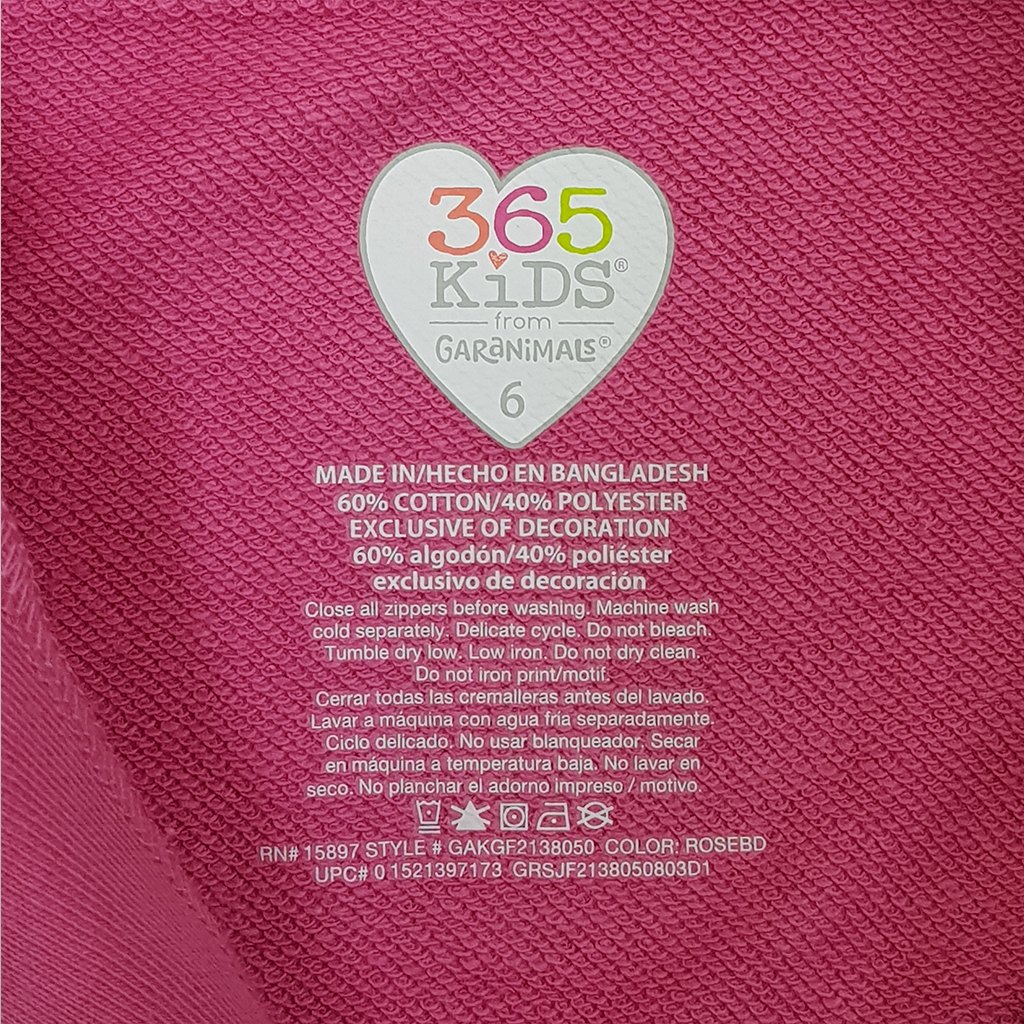 365
KiDS®
from
GARANiMALS®
6
MADE IN/HECHO EN BANGLADESH
60% COTTON/40% POLYESTER
EXCLUSIVE OF DECORATION
60% algodón/40% poliéster
exclusivo de decoración
Close all zippers before washing. Machine wash
cold separately. Delicate cycle. Do not bleach.
Tumble dry low. Low iron. Do not dry clean.
Do not iron print/motif.
Cerrar todas las cremalleras antes del lavado.
Lavar a máquina con agua fría separadamente.
Ciclo delicado. No usar blanqueador. Secar
en máquina a temperatura baja. No lavar en
seco. No planchar el adorno impreso / motivo.
RN# 15897 STYLE # GAKGF2138050 COLOR: ROSEBD
UPC# 0 1521397173 GRSJF2138050803D1